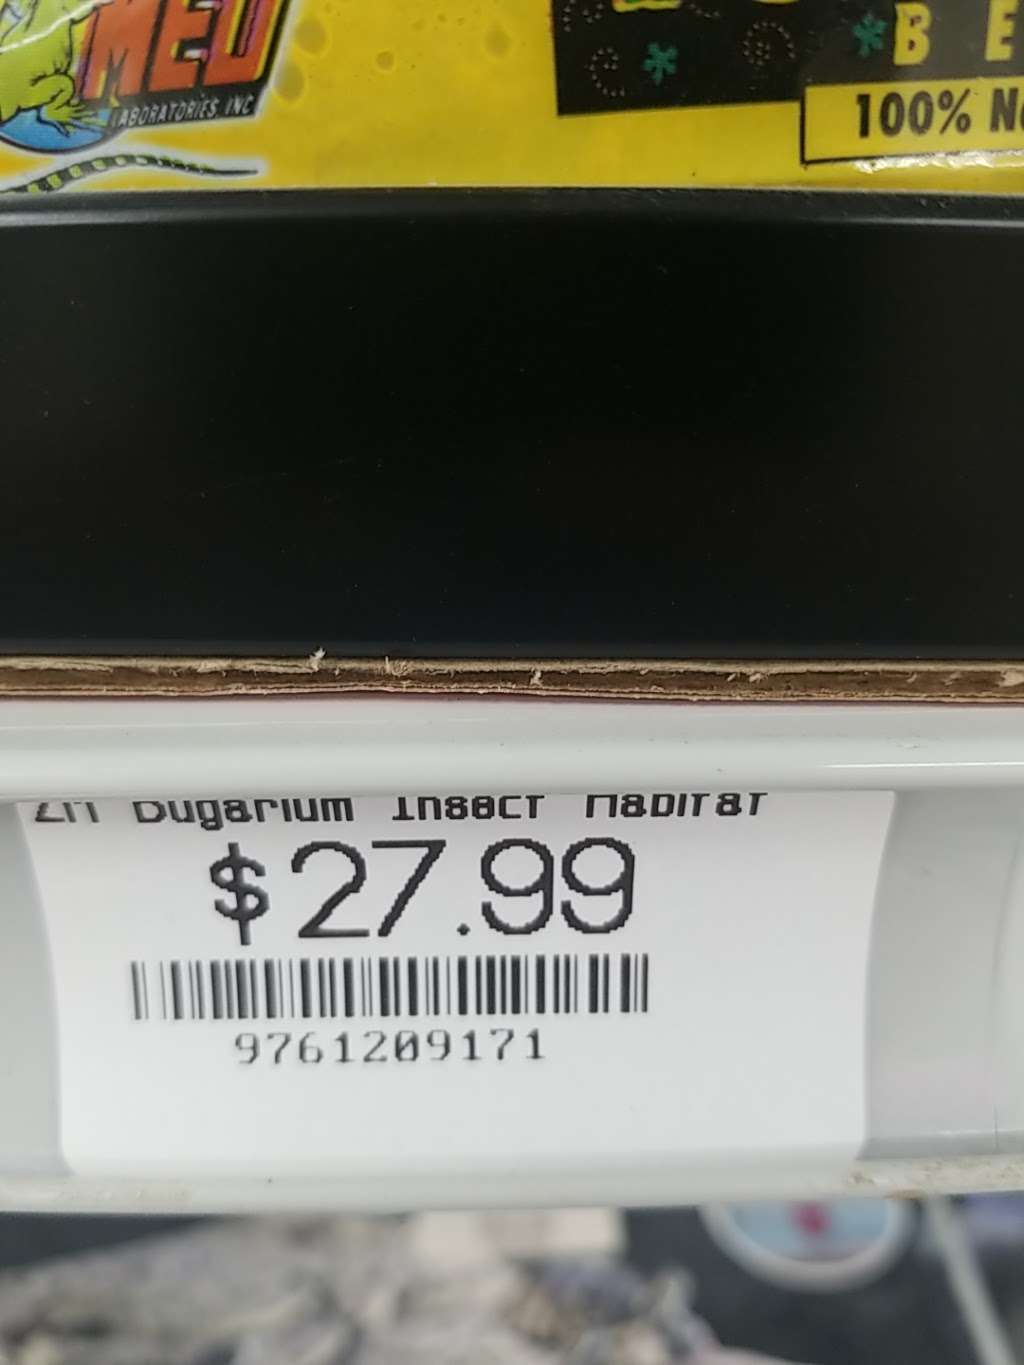 MED
LABORATORIES, INC
B E
100% N
ZM Bugarium Insect Habitat
$27.99
9761209171